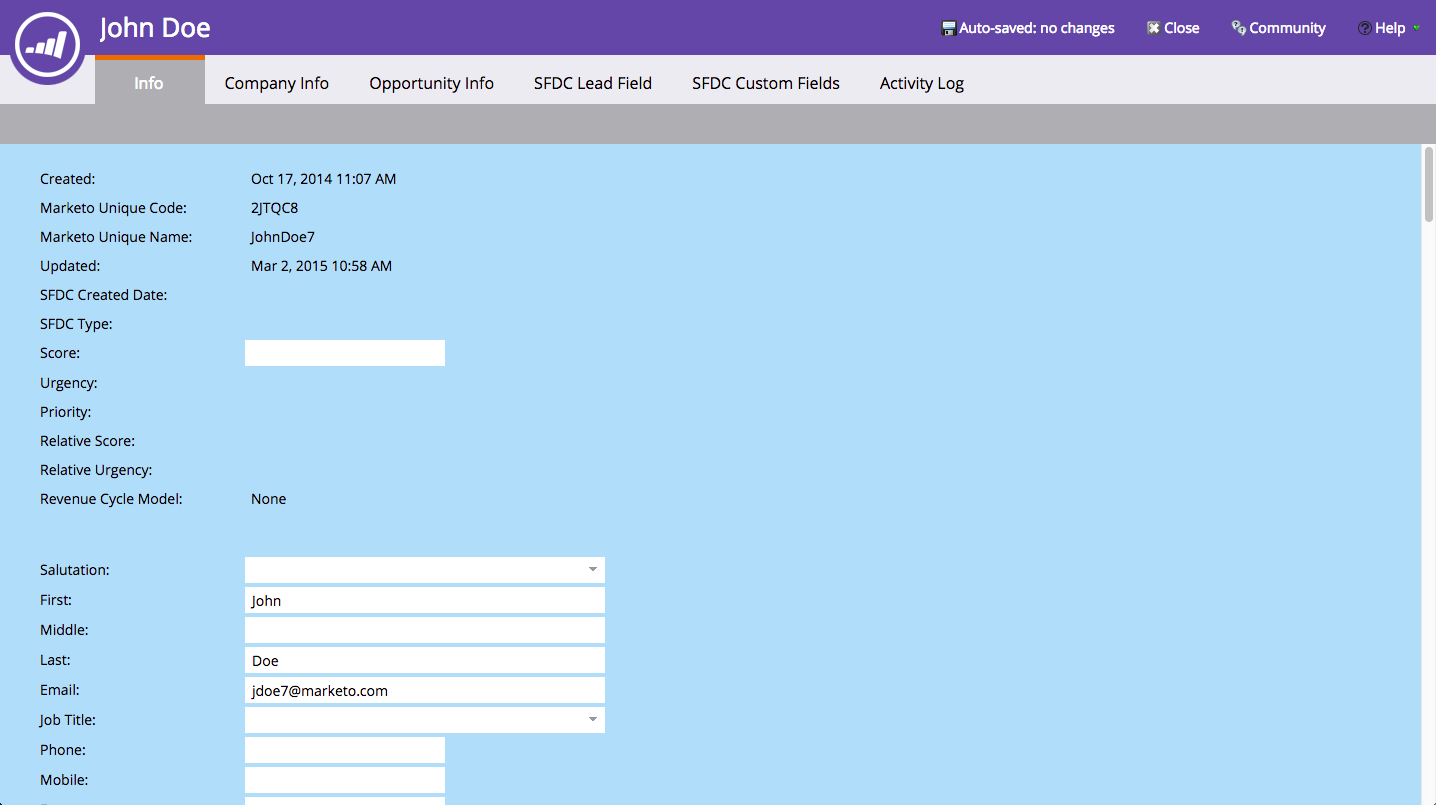 John Doe
Auto-saved: no changes Close Community Help
Info Company Info Opportunity Info SFDC Lead Field SFDC Custom Fields Activity Log
Created: Oct 17, 2014 11:07 AM
Marketo Unique Code: 2JTQC8
Marketo Unique Name: JohnDoe7
Updated: Mar 2, 2015 10:58 AM
SFDC Created Date:
SFDC Type:
Score:
Urgency:
Priority:
Relative Score:
Relative Urgency:
Revenue Cycle Model: None
Salutation:
First: John
Middle:
Last: Doe
Email: jdoe7@marketo.com
Job Title:
Phone:
Mobile: